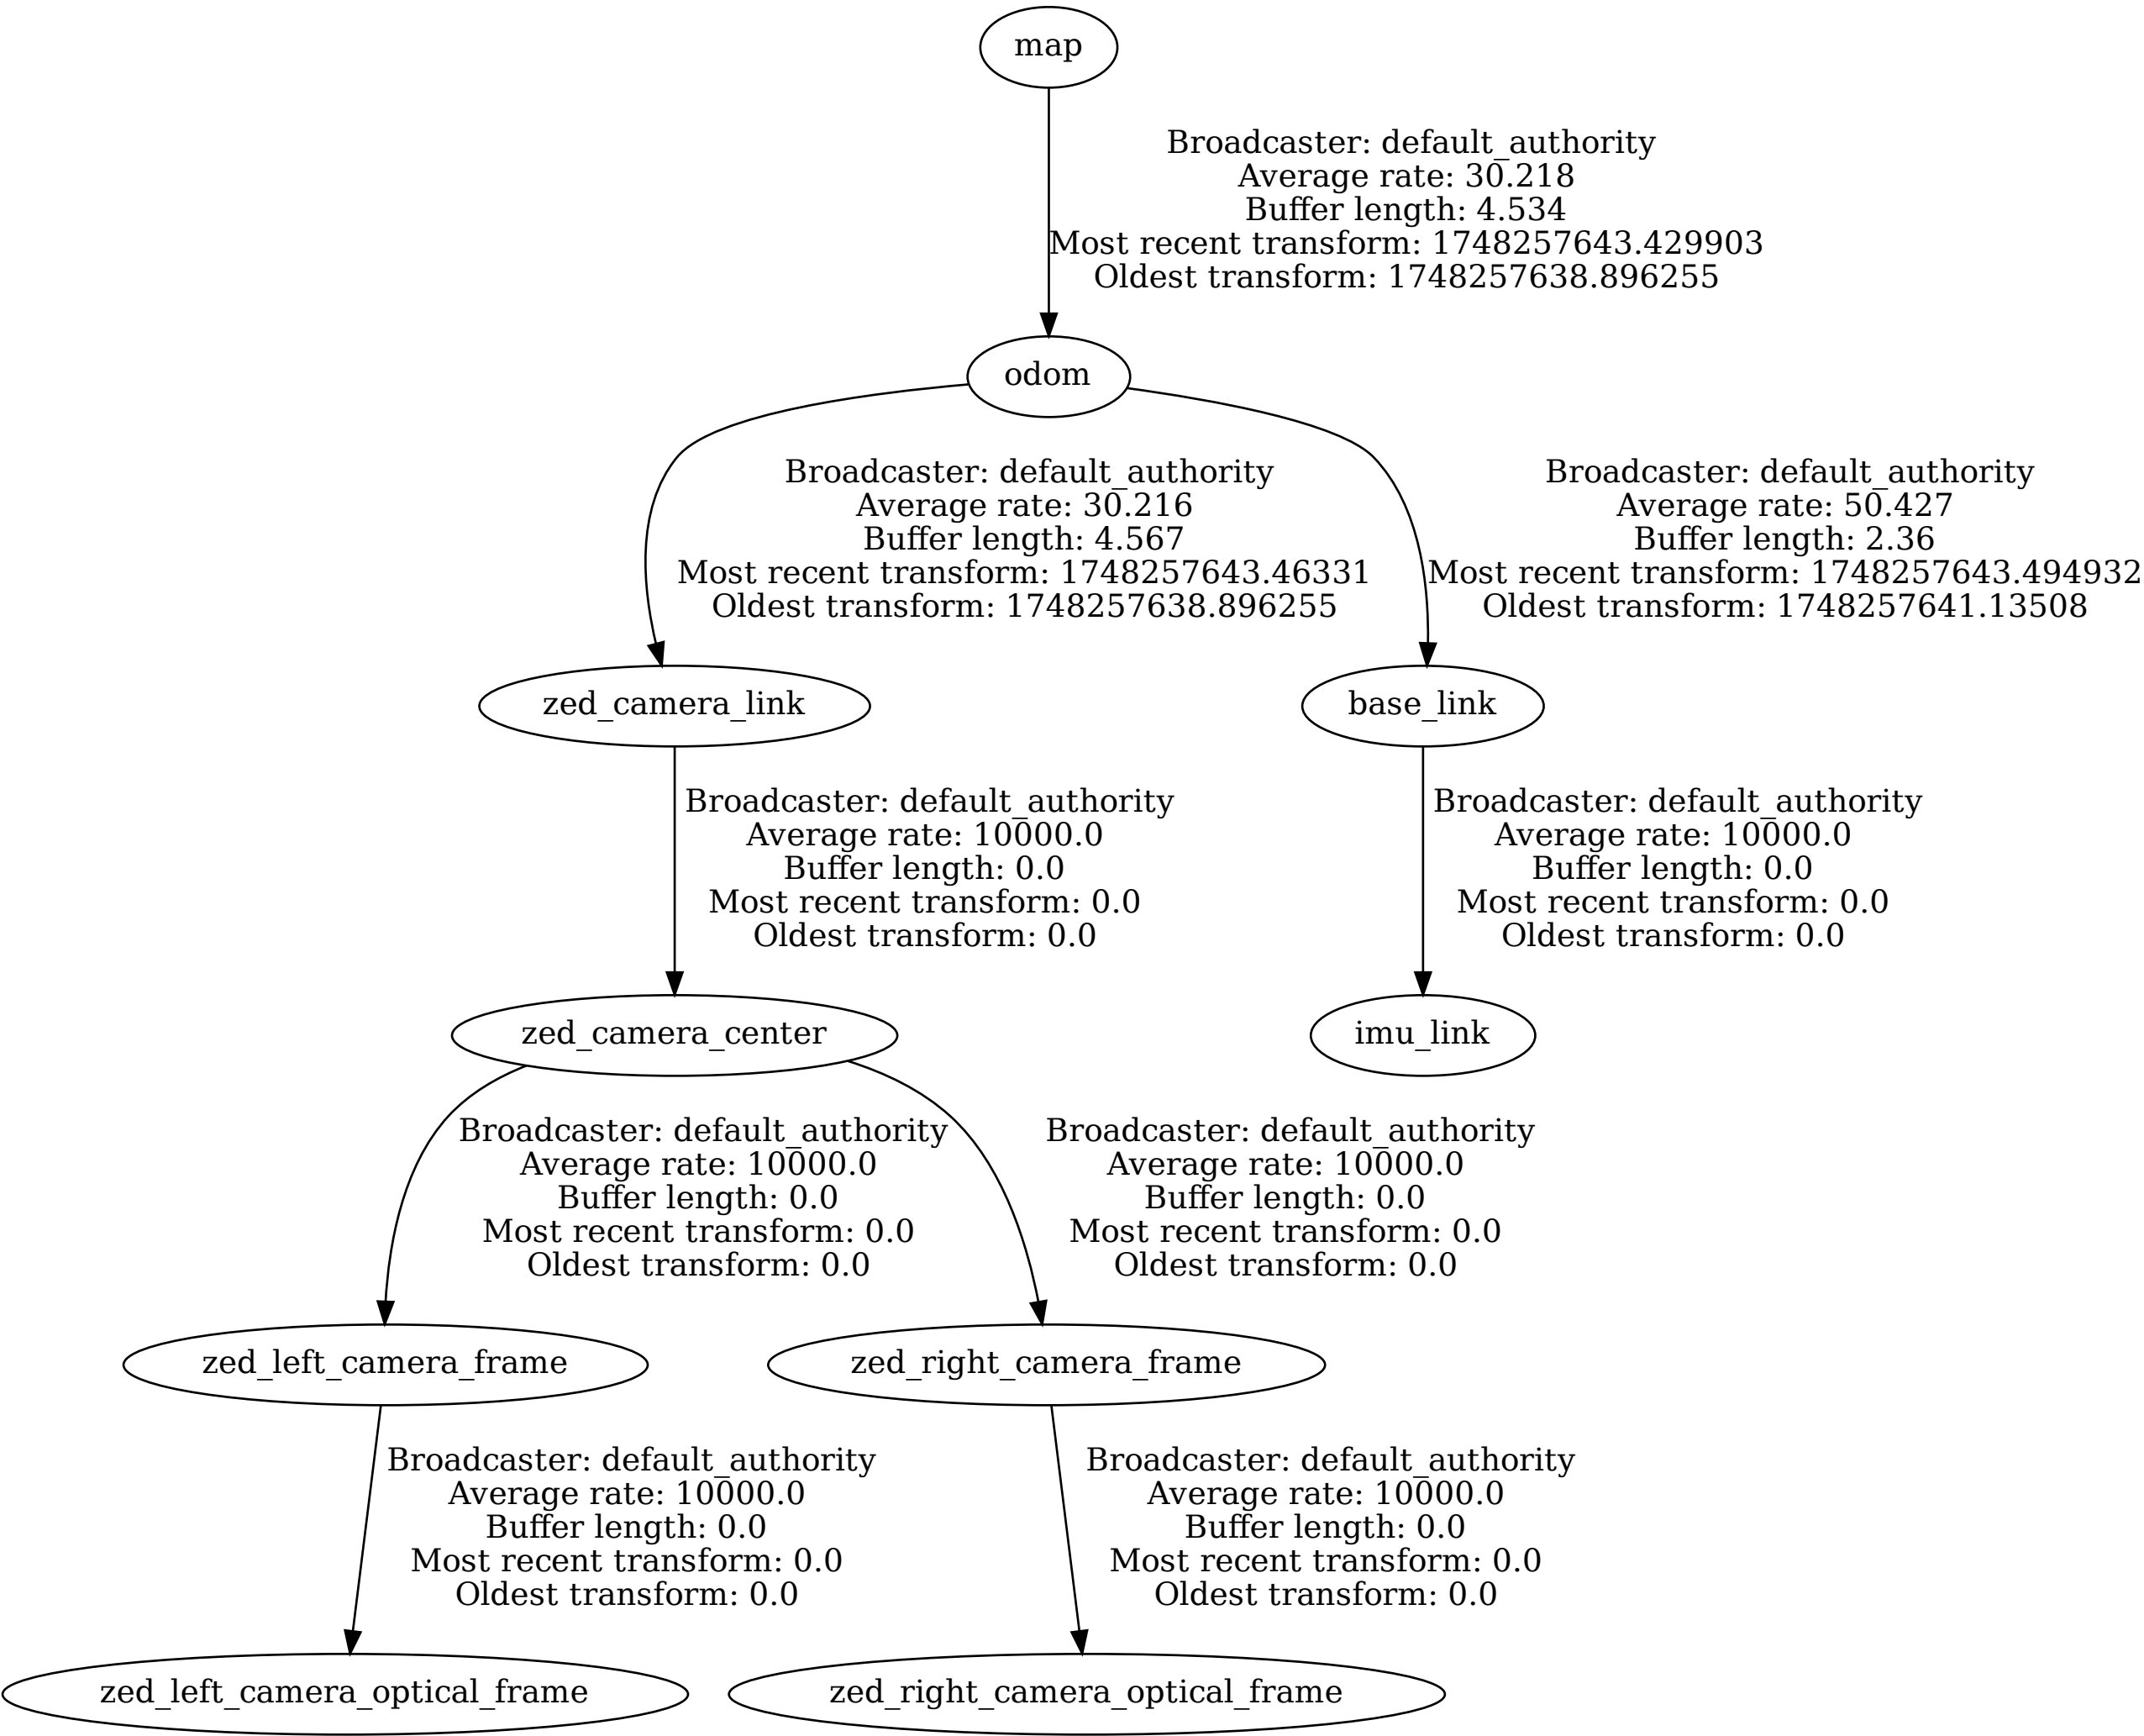 map
Broadcaster: default_authority
Average rate: 30.218
Buffer length: 4.534
Most recent transform: 1748257643.429903
Oldest transform: 1748257638.896255
odom
Broadcaster: default_authority
Average rate: 30.216
Buffer length: 4.567
Most recent transform: 1748257643.46331
Oldest transform: 1748257638.896255
Broadcaster: default_authority
Average rate: 50.427
Buffer length: 2.36
Most recent transform: 1748257643.494932
Oldest transform: 1748257641.13508
zed_camera_link
base_link
Broadcaster: default_authority
Average rate: 10000.0
Buffer length: 0.0
Most recent transform: 0.0
Oldest transform: 0.0
Broadcaster: default_authority
Average rate: 10000.0
Buffer length: 0.0
Most recent transform: 0.0
Oldest transform: 0.0
zed_camera_center
imu_link
Broadcaster: default_authority
Average rate: 10000.0
Buffer length: 0.0
Most recent transform: 0.0
Oldest transform: 0.0
Broadcaster: default_authority
Average rate: 10000.0
Buffer length: 0.0
Most recent transform: 0.0
Oldest transform: 0.0
zed_left_camera_frame
zed_right_camera_frame
Broadcaster: default_authority
Average rate: 10000.0
Buffer length: 0.0
Most recent transform: 0.0
Oldest transform: 0.0
Broadcaster: default_authority
Average rate: 10000.0
Buffer length: 0.0
Most recent transform: 0.0
Oldest transform: 0.0
zed_left_camera_optical_frame
zed_right_camera_optical_frame